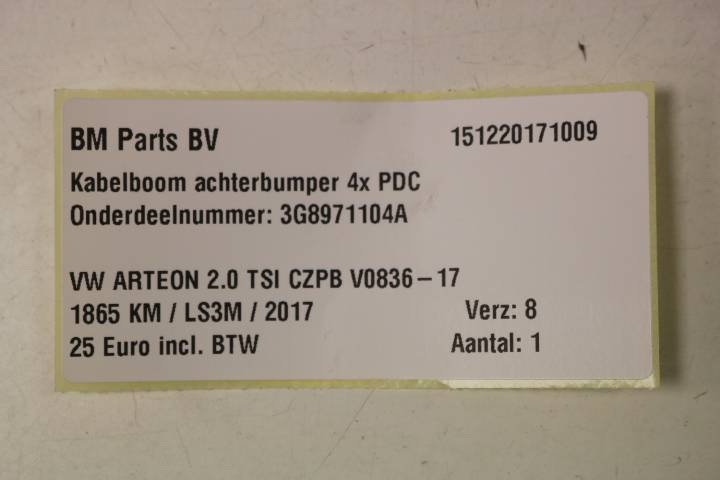 BM Parts BV 151220171009
Kabelboom achterbumper 4x PDC
Onderdeelnummer: 3G8971104A
VW ARTEON 2.0 TSI CZPB V0836-17
1865 KM / LS3M / 2017 Verz: 8
25 Euro incl. BTW Aantal: 1